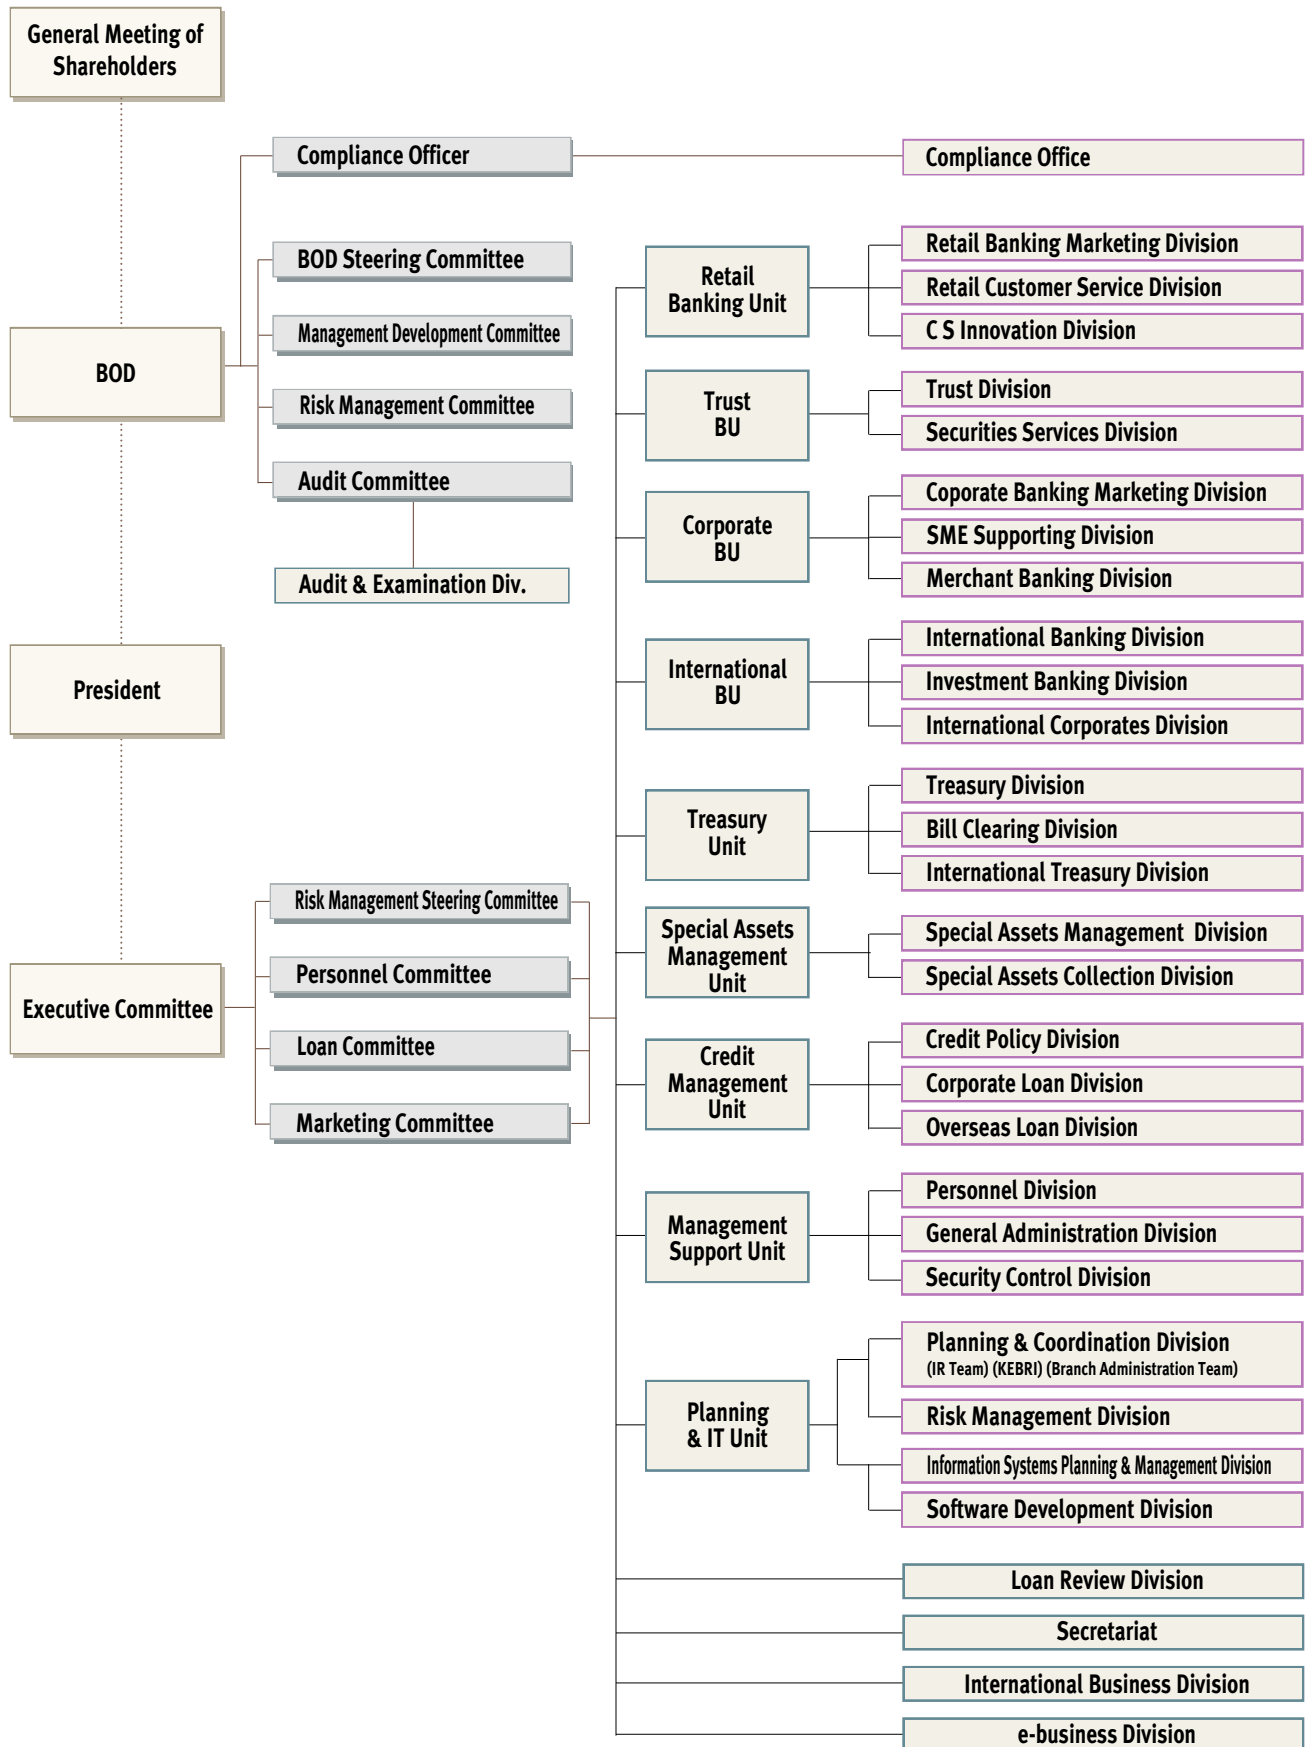 General Meeting of
Shareholders
BOD
President
Executive Committee
Compliance Officer
BOD Steering Committee
Management Development Committee
Risk Management Committee
Audit Committee
Audit & Examination Div.
Risk Management Steering Committee
Personnel Committee
Loan Committee
Marketing Committee
Compliance Office
Retail
Banking Unit
Retail Banking Marketing Division
Retail Customer Service Division
C S Innovation Division
Trust
BU
Trust Division
Securities Services Division
Corporate
BU
Coporate Banking Marketing Division
SME Supporting Division
Merchant Banking Division
International
BU
International Banking Division
Investment Banking Division
International Corporates Division
Treasury
Unit
Treasury Division
Bill Clearing Division
International Treasury Division
Special Assets
Management
Unit
Special Assets Management Division
Special Assets Collection Division
Credit
Management
Unit
Credit Policy Division
Corporate Loan Division
Overseas Loan Division
Management
Support Unit
Personnel Division
General Administration Division
Security Control Division
Planning
& IT Unit
Planning & Coordination Division
(IR Team) (KEBRI) (Branch Administration Team)
Risk Management Division
Information Systems Planning & Management Division
Software Development Division
Loan Review Division
Secretariat
International Business Division
e-business Division